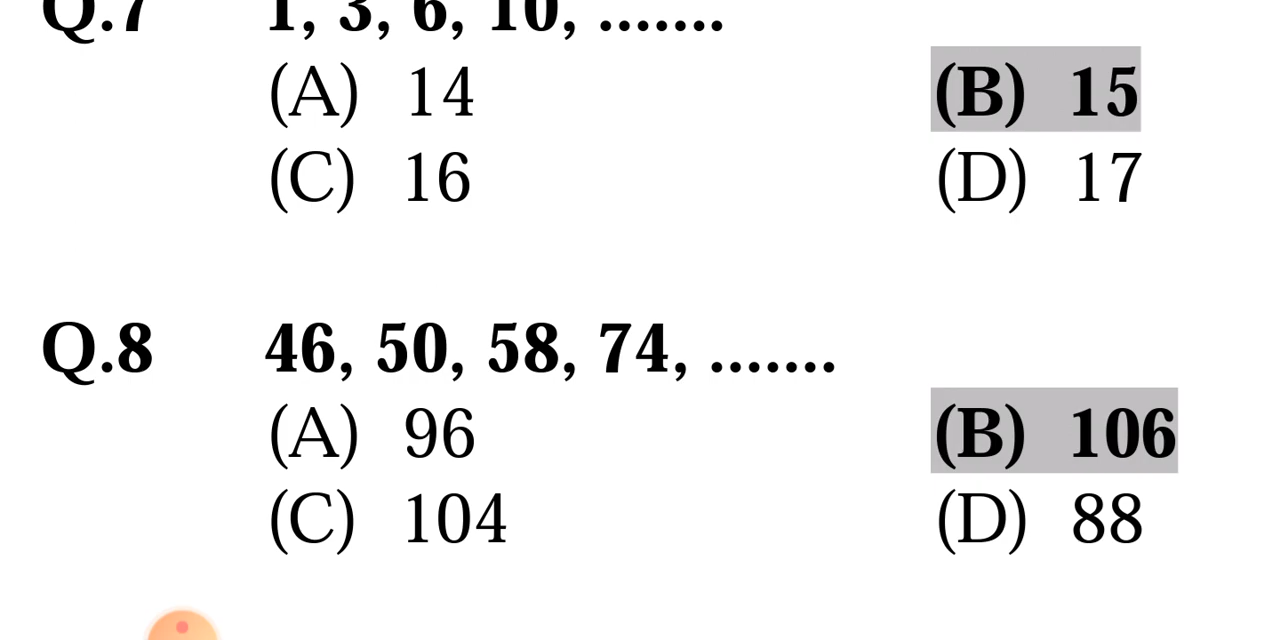 Q.7 1, 3, 6, 10, .......
(A) 14 (B) 15
(C) 16 (D) 17
Q.8 46, 50, 58, 74, .......
(A) 96 (B) 106
(C) 104 (D) 88